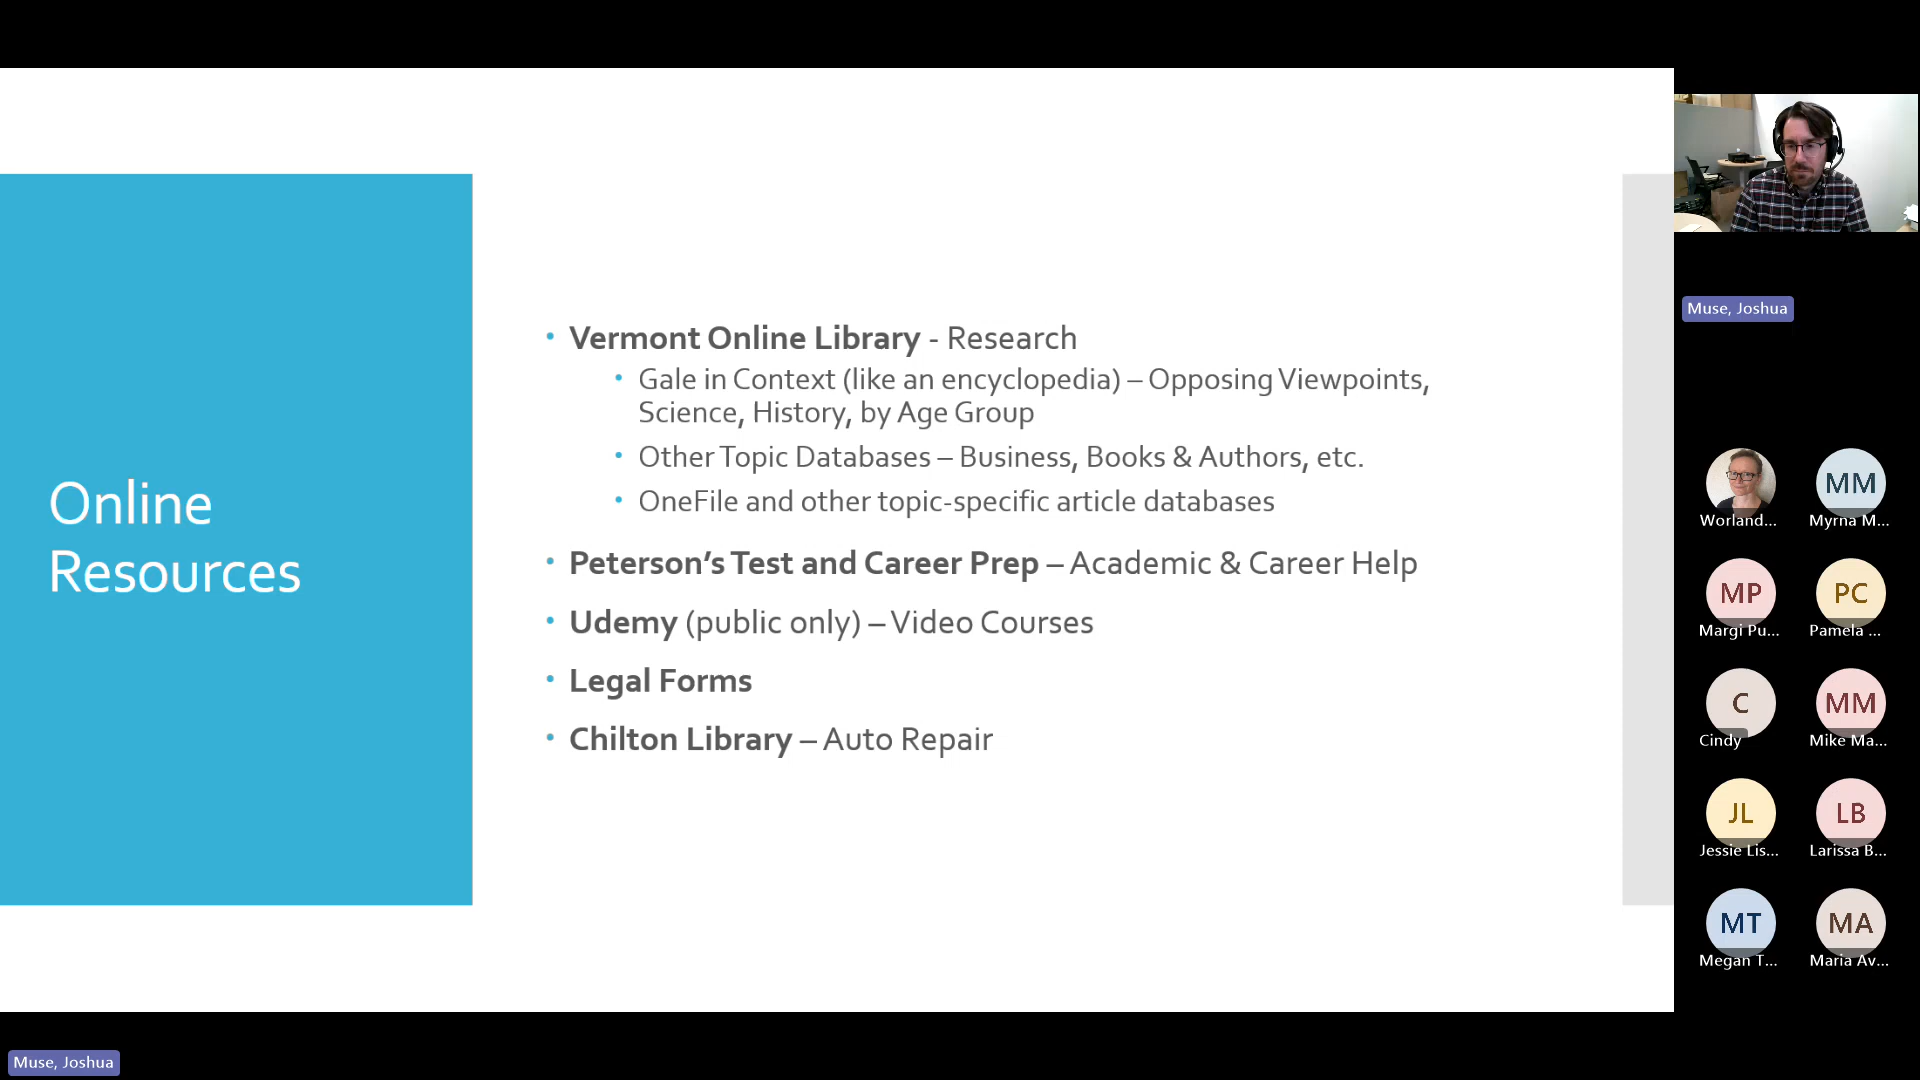 Online
Resources
Vermont Online Library - Research
Gale in Context (like an encyclopedia) – Opposing Viewpoints,
Science, History, by Age Group
Other Topic Databases – Business, Books & Authors, etc.
OneFile and other topic-specific article databases
Peterson's Test and Career Prep – Academic & Career Help
Udemy (public only) – Video Courses
Legal Forms
Chilton Library – Auto Repair
Muse, Joshua
Worland...
MM
Myrna M...
MP
Margi Pu...
PC
Pamela ...
C
Cindy
MM
Mike Ma...
JL
Jessie Lis...
LB
Larissa B...
MT
Megan T...
MA
Maria Av...
Muse, Joshua